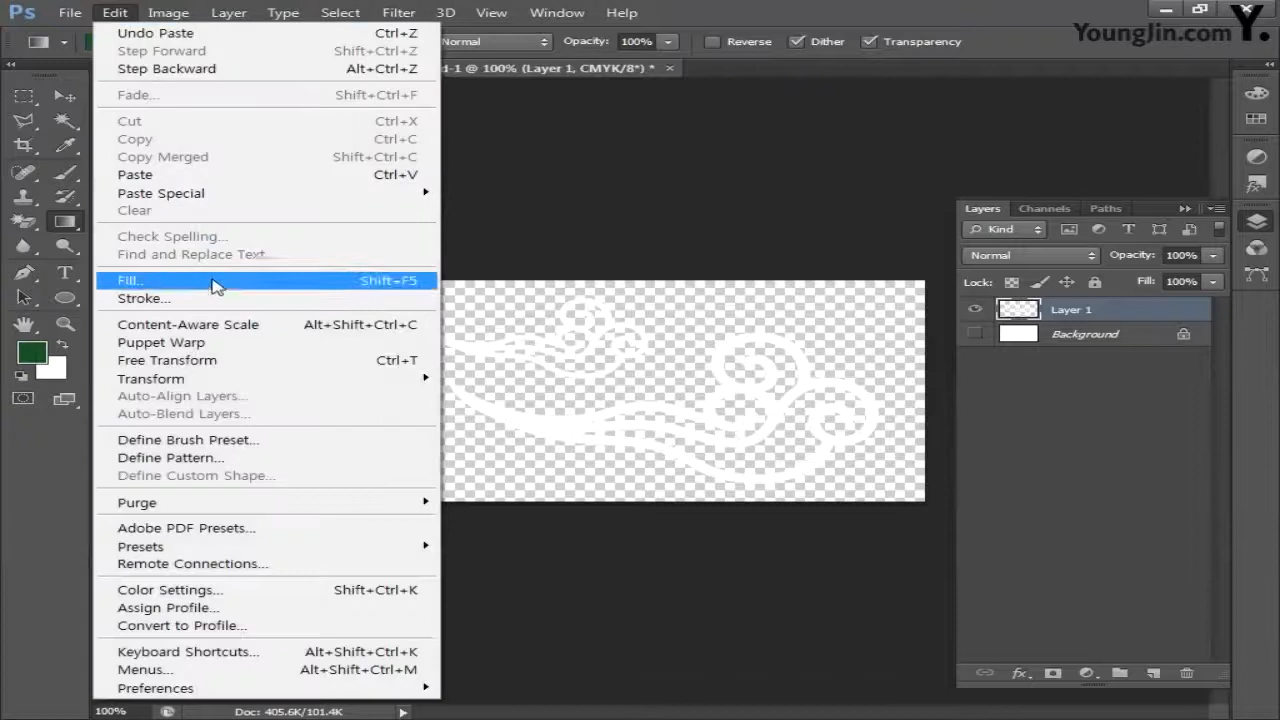 Ps File Edit Image Layer Type Select Filter 3D View Window Help
YoungJin.com Y.
Normal Opacity: 100% Reverse Dither Transparency
d-1 @ 100% (Layer 1, CMYK/8*) * ×
Undo Paste Ctrl+Z
Step Forward Shift+Ctrl+Z
Step Backward Alt+Ctrl+Z
Fade... Shift+Ctrl+F
Cut Ctrl+X
Copy Ctrl+C
Copy Merged Shift+Ctrl+C
Paste Ctrl+V
Paste Special
Clear
Check Spelling...
Find and Replace Text...
Fill... Shift+F5
Stroke...
Content-Aware Scale Alt+Shift+Ctrl+C
Puppet Warp
Free Transform Ctrl+T
Transform
Auto-Align Layers...
Auto-Blend Layers...
Define Brush Preset...
Define Pattern...
Define Custom Shape...
Purge
Adobe PDF Presets...
Presets
Remote Connections...
Color Settings... Shift+Ctrl+K
Assign Profile...
Convert to Profile...
Keyboard Shortcuts... Alt+Shift+Ctrl+K
Menus... Alt+Shift+Ctrl+M
Preferences
Layers Channels Paths
Kind
Normal Opacity: 100%
Lock: Fill: 100%
Layer 1
Background
100% Doc: 405.6K/101.4K